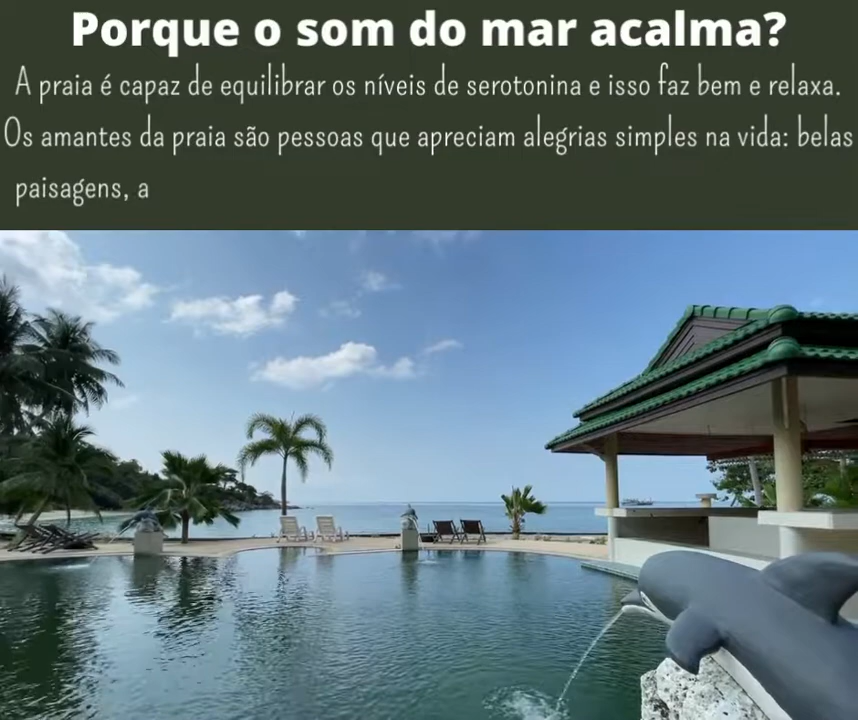 Porque o som do mar acalma?
A praia é capaz de equilibrar os níveis de serotonina e isso faz bem e relaxa.
Os amantes da praia são pessoas que apreciam alegrias simples na vida: belas
paisagens, a